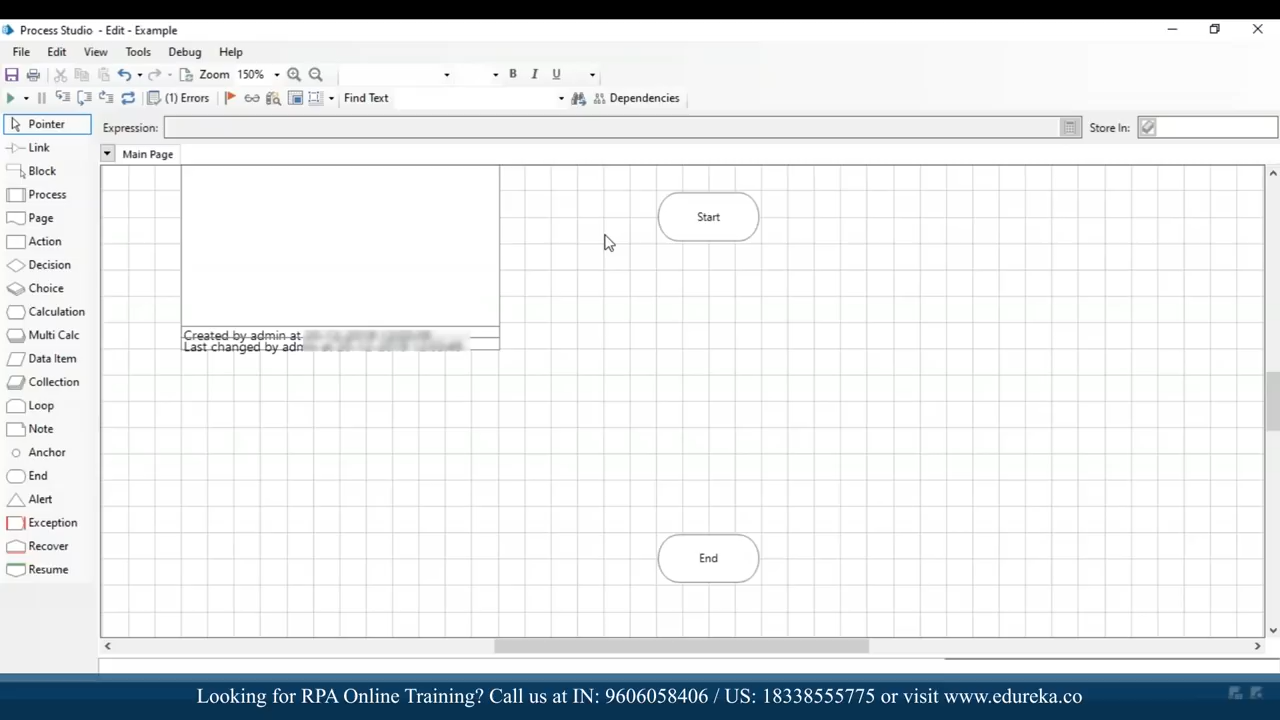 Process Studio - Edit - Example
File Edit View Tools Debug Help
Zoom 150% B I U
(1) Errors Find Text Dependencies
Expression: Store In:
Main Page
Pointer
Link
Block
Process
Page
Action
Decision
Choice
Calculation
Multi Calc
Data Item
Collection
Loop
Note
Anchor
End
Alert
Exception
Recover
Resume
Start
Created by admin at
Last changed by
End
Looking for RPA Online Training? Call us at IN: 9606058406 / US: 18338555775 or visit www.edureka.co